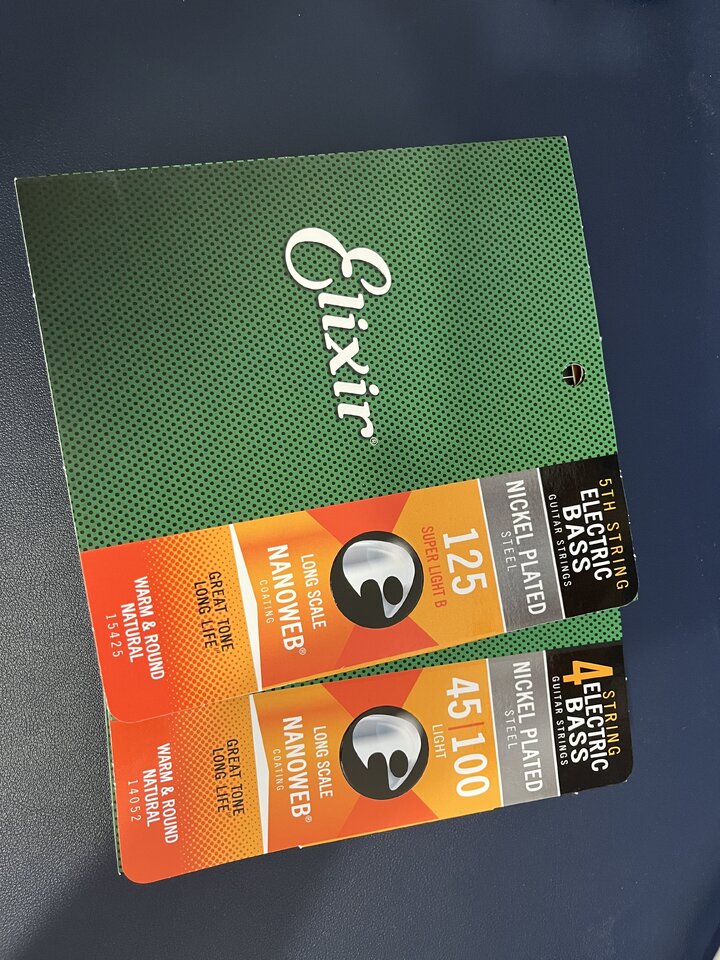 Elixir®
5TH STRING
ELECTRIC
BASS
GUITAR STRINGS
NICKEL PLATED
STEEL
125
SUPER LIGHT B
LONG SCALE
NANOWEB®
COATING
GREAT TONE
LONG LIFE
WARM & ROUND
NATURAL
15425
4 STRING
ELECTRIC
BASS
GUITAR STRINGS
NICKEL PLATED
STEEL
45|100
LIGHT
LONG SCALE
NANOWEB®
COATING
GREAT TONE
LONG LIFE
WARM & ROUND
NATURAL
14052